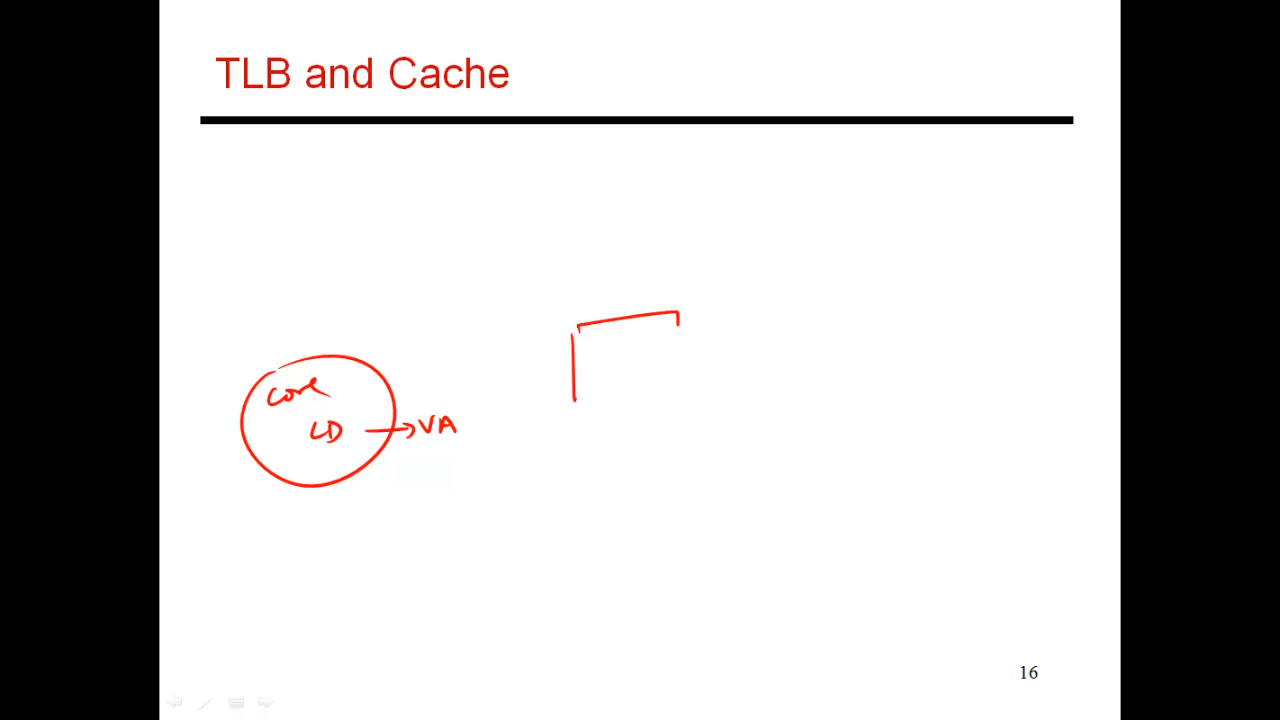 TLB and Cache
Core
LD → VA
16